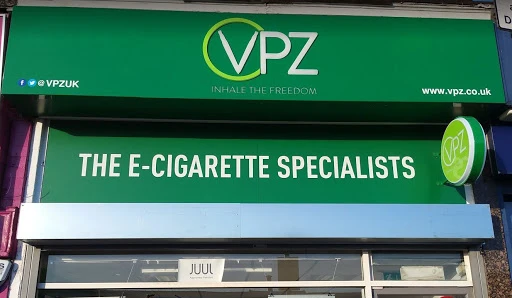 VPZ
INHALE THE FREEDOM
@VPZUK
www.vpz.co.uk
THE E-CIGARETTE SPECIALISTS
VPZ
JUUL